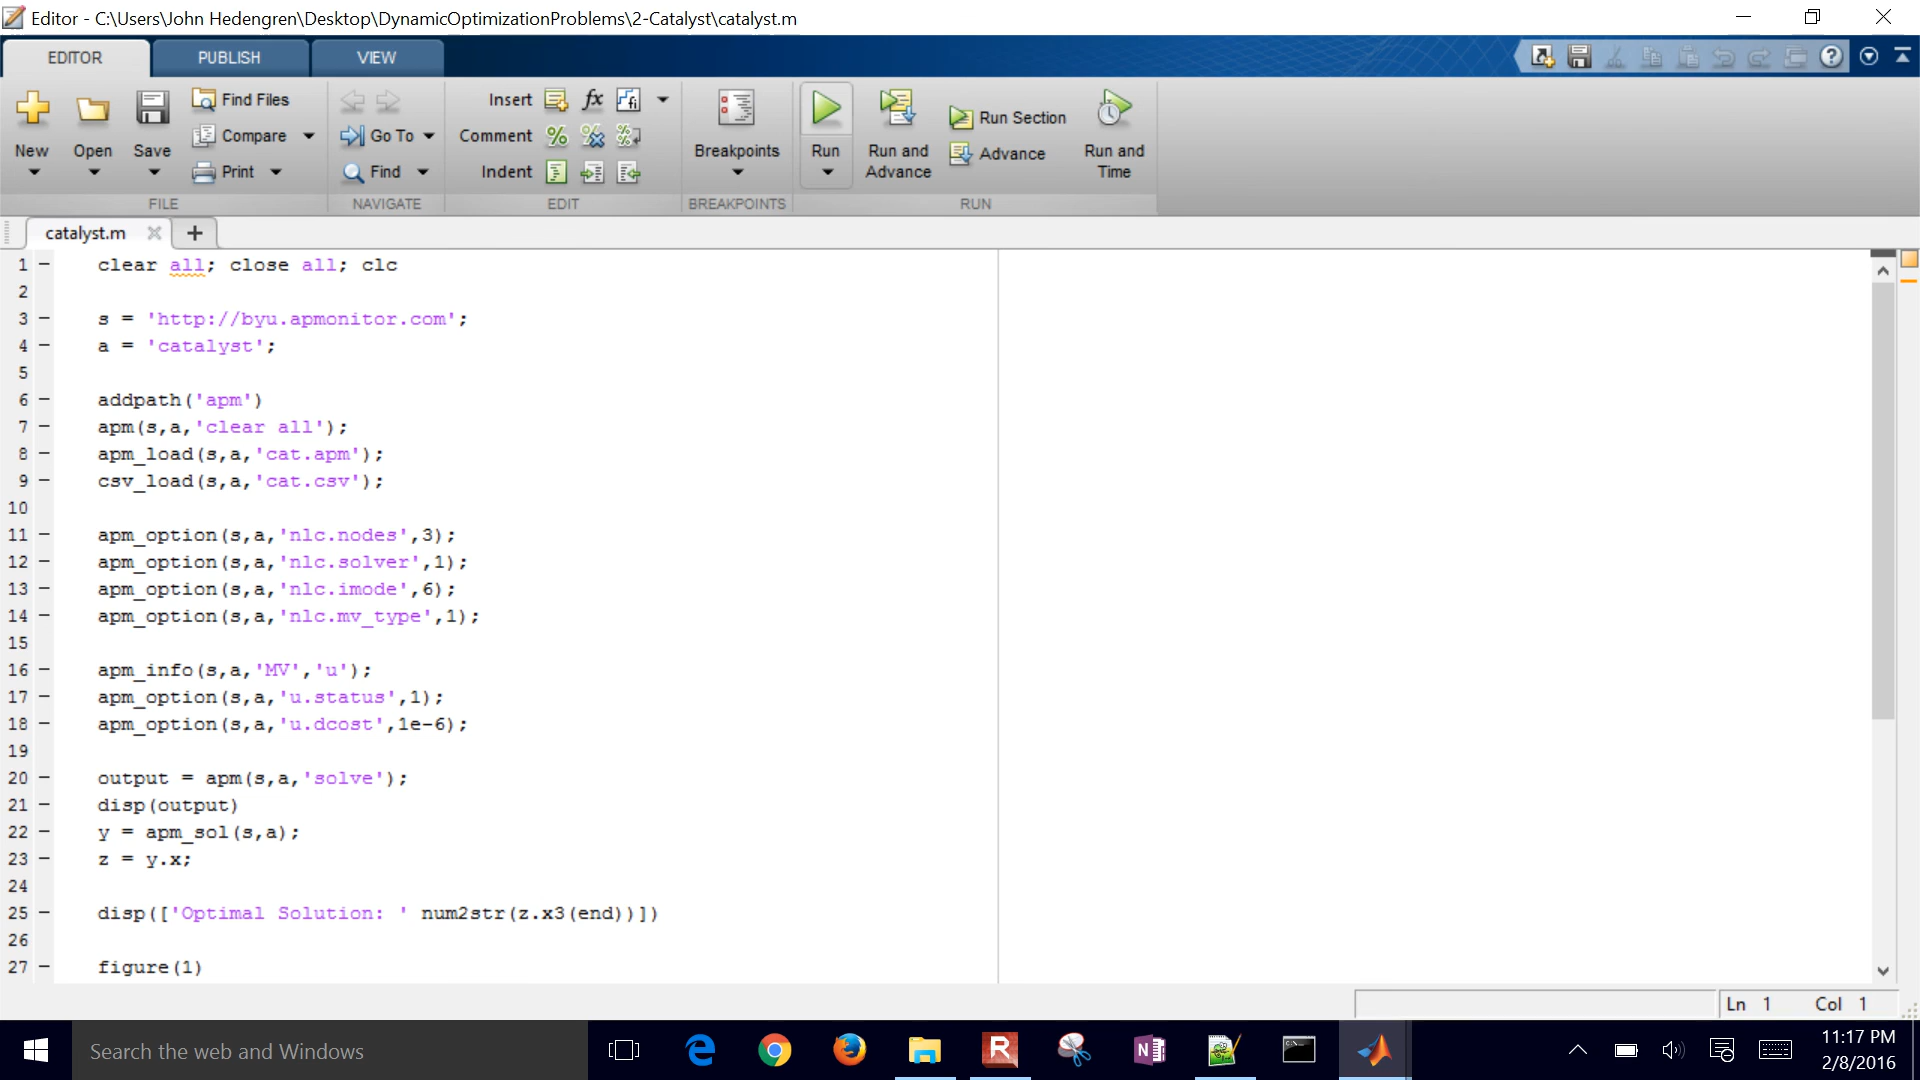 Editor - C:\Users\John Hedengren\Desktop\DynamicOptimizationProblems\2-Catalyst\catalyst.m
EDITOR PUBLISH VIEW
New
Open
Save
Find Files
Compare
Print
FILE
Go To
Find
NAVIGATE
Insert fx
Comment
Indent
EDIT
Breakpoints
BREAKPOINTS
Run
Run and
Advance
Run Section
Advance
Run and
Time
RUN
catalyst.m
1 – clear all; close all; clc
2
3 – s = 'http://byu.apmonitor.com';
4 – a = 'catalyst';
5
6 – addpath('apm')
7 – apm(s,a,'clear all');
8 – apm_load(s,a,'cat.apm');
9 – csv_load(s,a,'cat.csv');
10
11 – apm_option(s,a,'nlc.nodes',3);
12 – apm_option(s,a,'nlc.solver',1);
13 – apm_option(s,a,'nlc.imode',6);
14 – apm_option(s,a,'nlc.mv_type',1);
15
16 – apm_info(s,a,'MV','u');
17 – apm_option(s,a,'u.status',1);
18 – apm_option(s,a,'u.dcost',1e-6);
19
20 – output = apm(s,a,'solve');
21 – disp(output)
22 – y = apm_sol(s,a);
23 – z = y.x;
24
25 – disp(['Optimal Solution: ' num2str(z.x3(end))])
26
27 – figure(1)
Ln 1 Col 1
Search the web and Windows
11:17 PM
2/8/2016